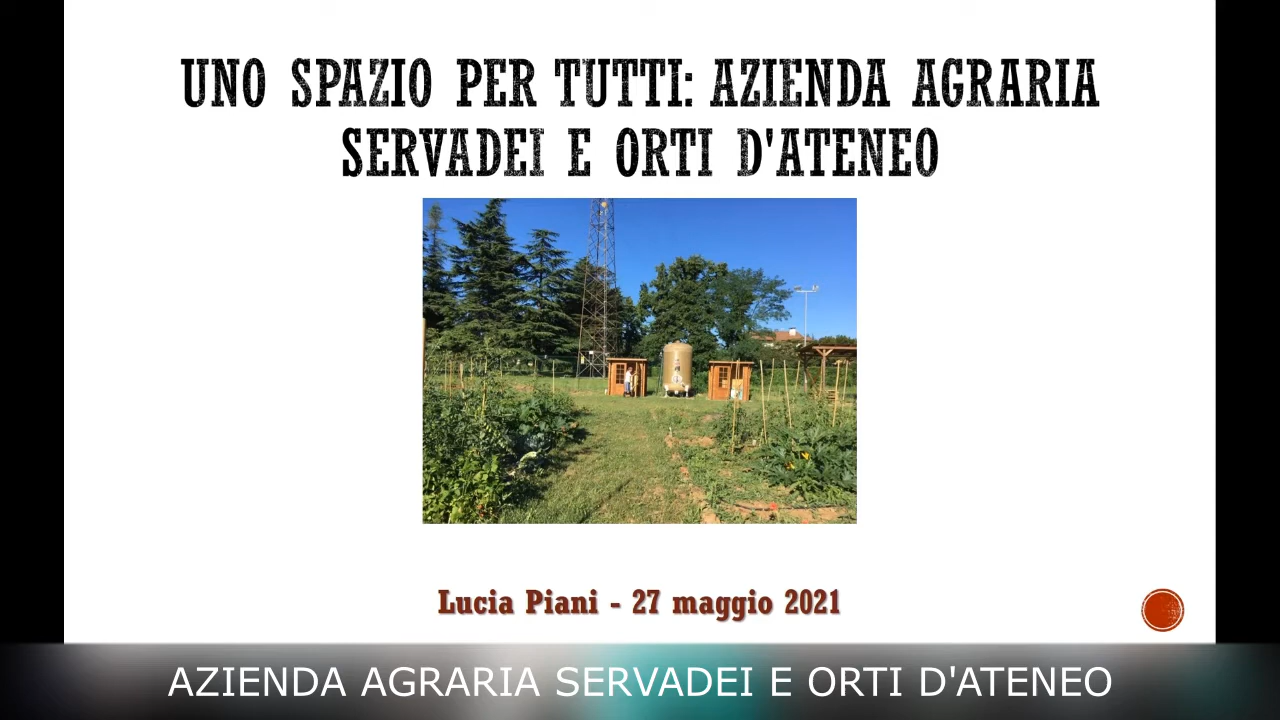 UNO SPAZIO PER TUTTI: AZIENDA AGRARIA
SERVADEI E ORTI D'ATENEO
Lucia Piani - 27 maggio 2021
AZIENDA AGRARIA SERVADEI E ORTI D'ATENEO